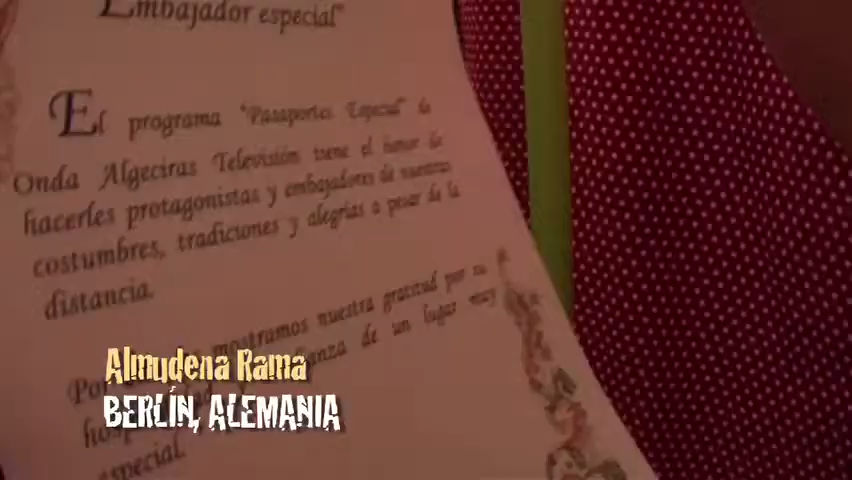 Embajador especial"
El programa "Pasaportes Especial" de
Onda Algeciras Televisión tiene el honor de
hacerles protagonistas y embajadores de nuestras
costumbres, tradiciones y alegrías a pesar de la
distancia.
mostramos nuestra gratitud por su
de un lugar muy
especial.
Almudena Rama
BERLÍN, ALEMANIA